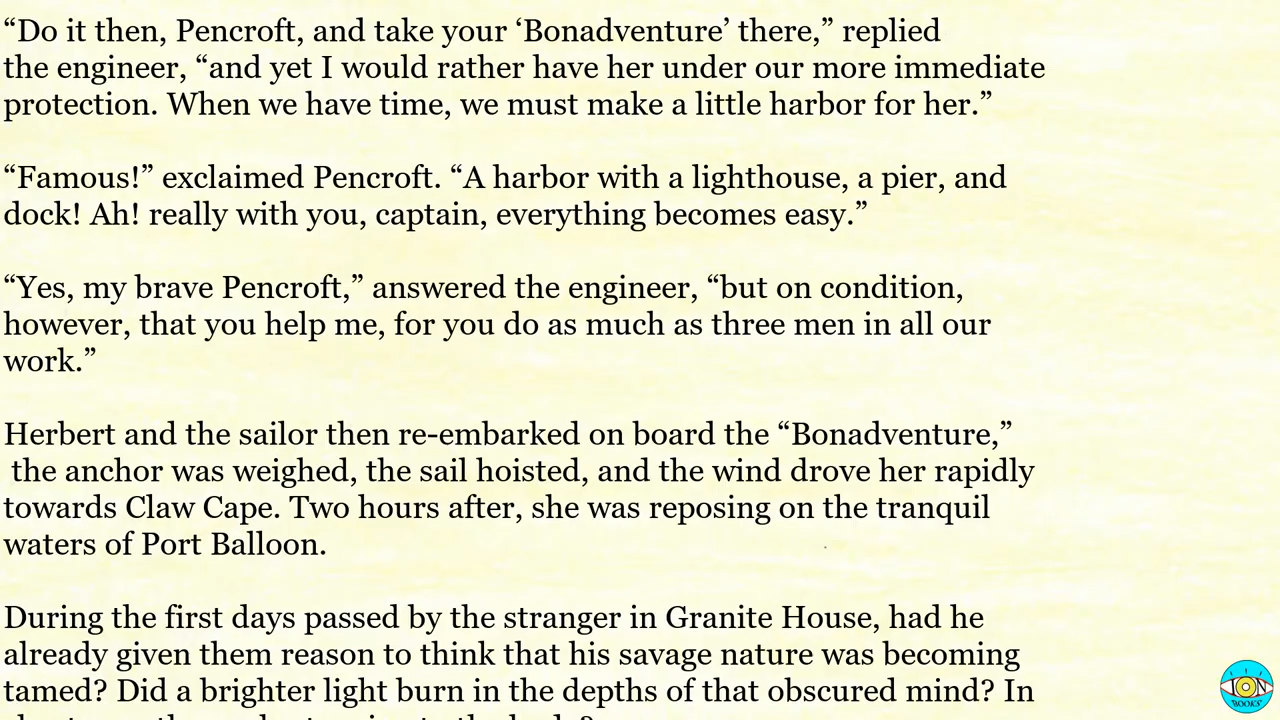 “Do it then, Pencroft, and take your ‘Bonadventure’ there,” replied
the engineer, “and yet I would rather have her under our more immediate
protection. When we have time, we must make a little harbor for her.”
“Famous!” exclaimed Pencroft. “A harbor with a lighthouse, a pier, and
dock! Ah! really with you, captain, everything becomes easy.”
“Yes, my brave Pencroft,” answered the engineer, “but on condition,
however, that you help me, for you do as much as three men in all our
work.”
Herbert and the sailor then re-embarked on board the “Bonadventure,”
the anchor was weighed, the sail hoisted, and the wind drove her rapidly
towards Claw Cape. Two hours after, she was reposing on the tranquil
waters of Port Balloon.
During the first days passed by the stranger in Granite House, had he
already given them reason to think that his savage nature was becoming
tamed? Did a brighter light burn in the depths of that obscured mind? In
ION
BOOKS